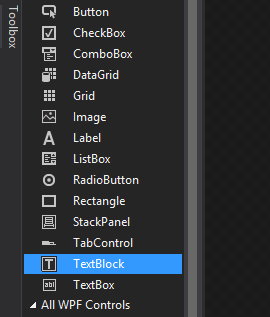 Toolbox
Button
CheckBox
ComboBox
DataGrid
Grid
Image
Label
ListBox
RadioButton
Rectangle
StackPanel
TabControl
TextBlock
TextBox
All WPF Controls